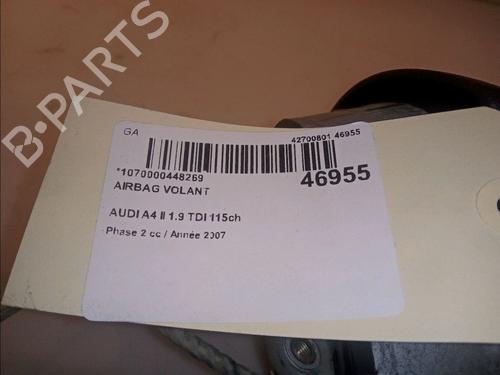 B·PARTS
GA
42700801 46955
*1070000448269
46955
AIRBAG VOLANT
AUDI A4 II 1.9 TDI 115ch
Phase 2 cc / Année 2007